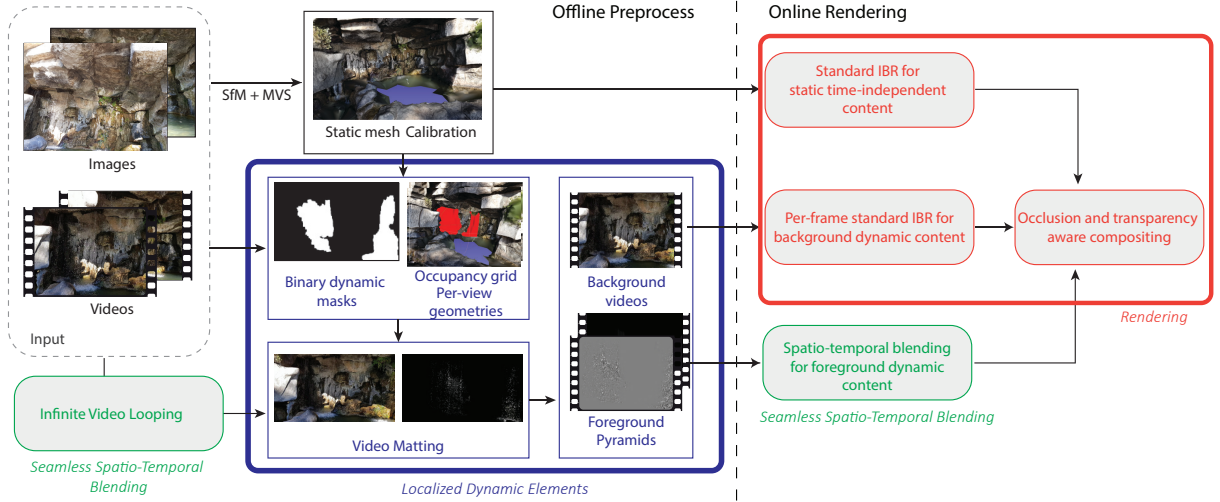 Offline Preprocess
Online Rendering
Images
Videos
Input
SfM + MVS
Static mesh Calibration
Binary dynamic
masks
Occupancy grid
Per-view
geometries
Video Matting
Background
videos
Foreground
Pyramids
Localized Dynamic Elements
Infinite Video Looping
Seamless Spatio-Temporal
Blending
Standard IBR for
static time-independent
content
Per-frame standard IBR for
background dynamic content
Occlusion and transparency
aware compositing
Rendering
Spatio-temporal blending
for foreground dynamic
content
Seamless Spatio-Temporal Blending